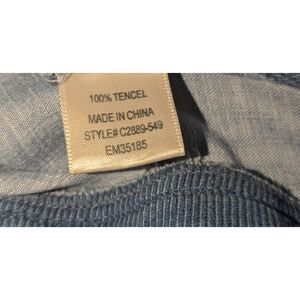 100% TENCEL
MADE IN CHINA
STYLE# C2889-549
EM35185